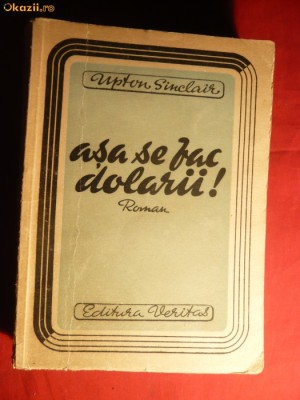 Okazii.ro
Upton Sinclair
așa se fac
dolarii!
Roman
Editura Veritas